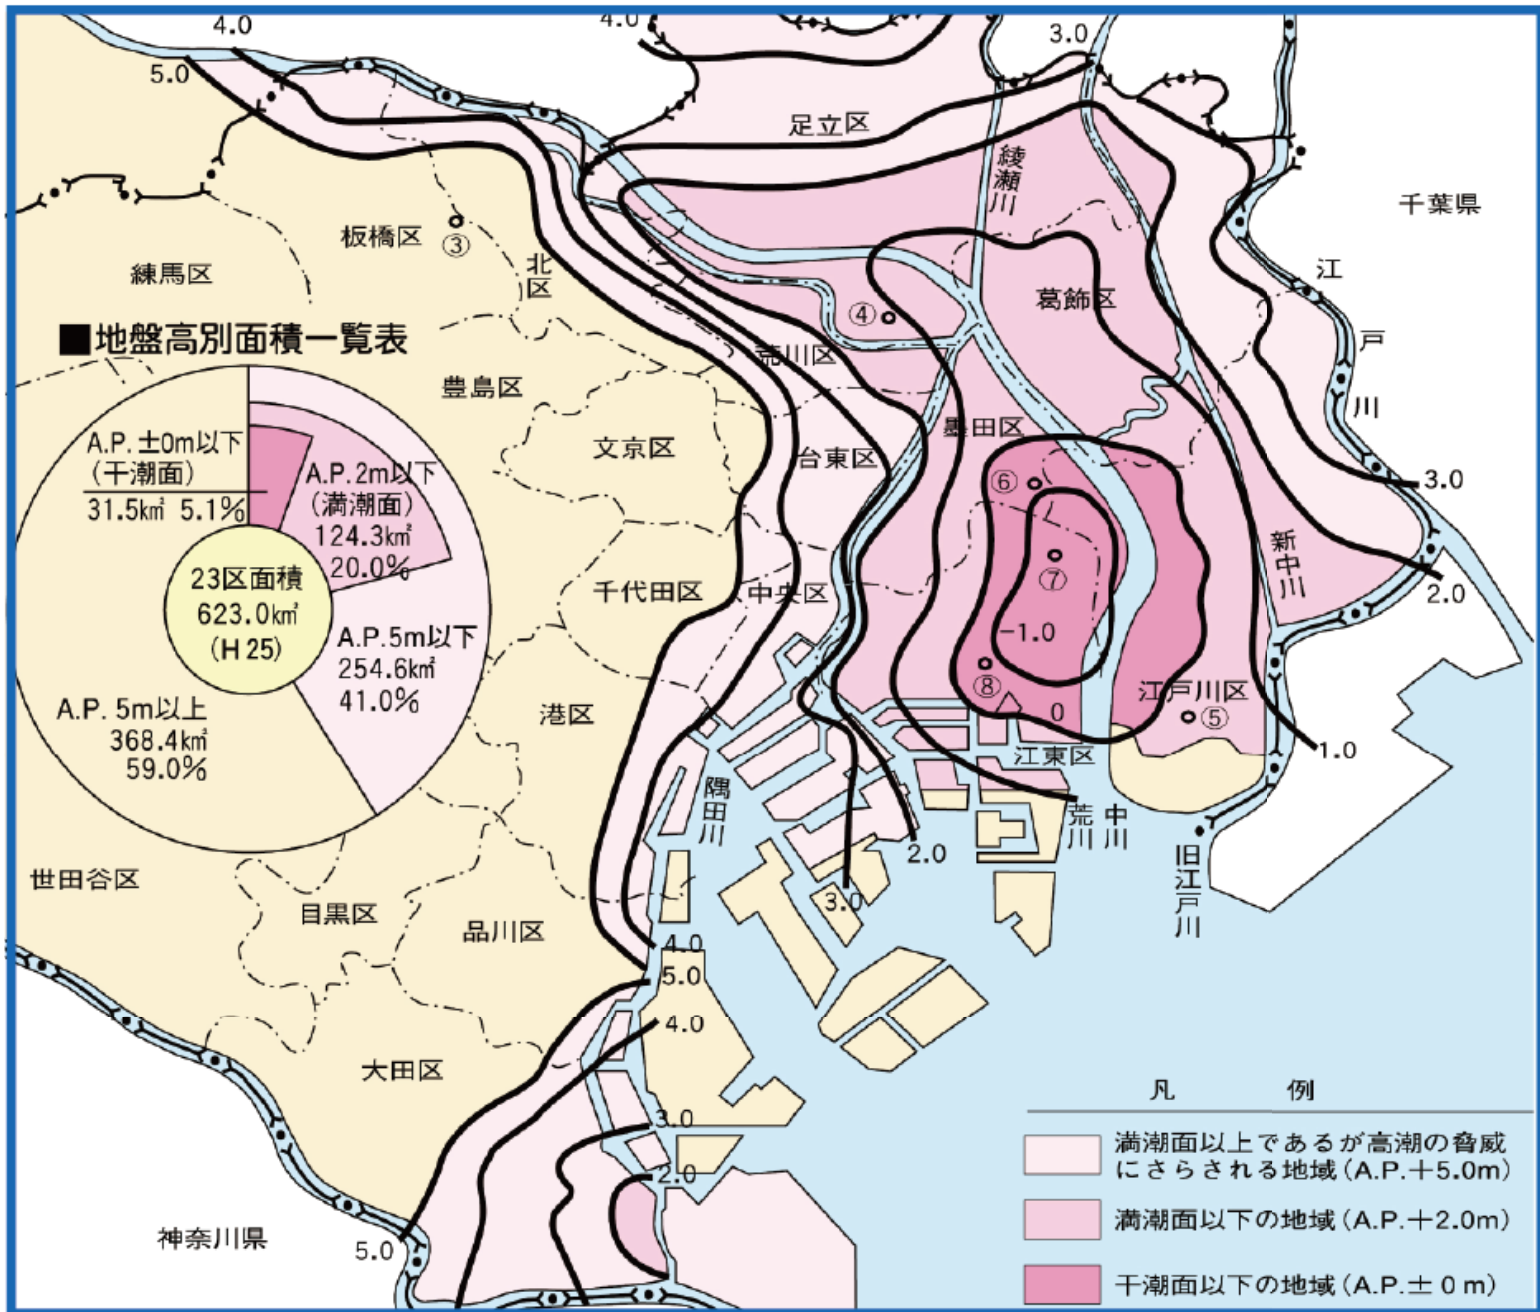 4.0
4.0
3.0
5.0
足立区
綾瀬川
千葉県
板橋区
③
北区
練馬区
江戸川
葛飾区
④
荒川区
■地盤高別面積一覧表
豊島区
文京区
台東区
墨田区
⑥
3.0
A.P.±0m以下
(干潮面)
31.5k㎡ 5.1%
A.P.2m以下
(満潮面)
124.3k㎡
20.0%
23区面積
623.0k㎡
(H25)
A.P.5m以下
254.6k㎡
41.0%
A.P.5m以上
368.4k㎡
59.0%
千代田区
中央区
⑦
新中川
2.0
-1.0
⑧
港区
0
江戸川区
⑤
江東区
1.0
隅田川
荒川
中川
旧江戸川
2.0
3.0
世田谷区
目黒区
品川区
4.0
5.0
4.0
大田区
3.0
2.0
神奈川県
5.0
凡 例
満潮面以上であるが高潮の脅威
にさらされる地域(A.P.+5.0m)
満潮面以下の地域(A.P.+2.0m)
干潮面以下の地域(A.P.±0m)